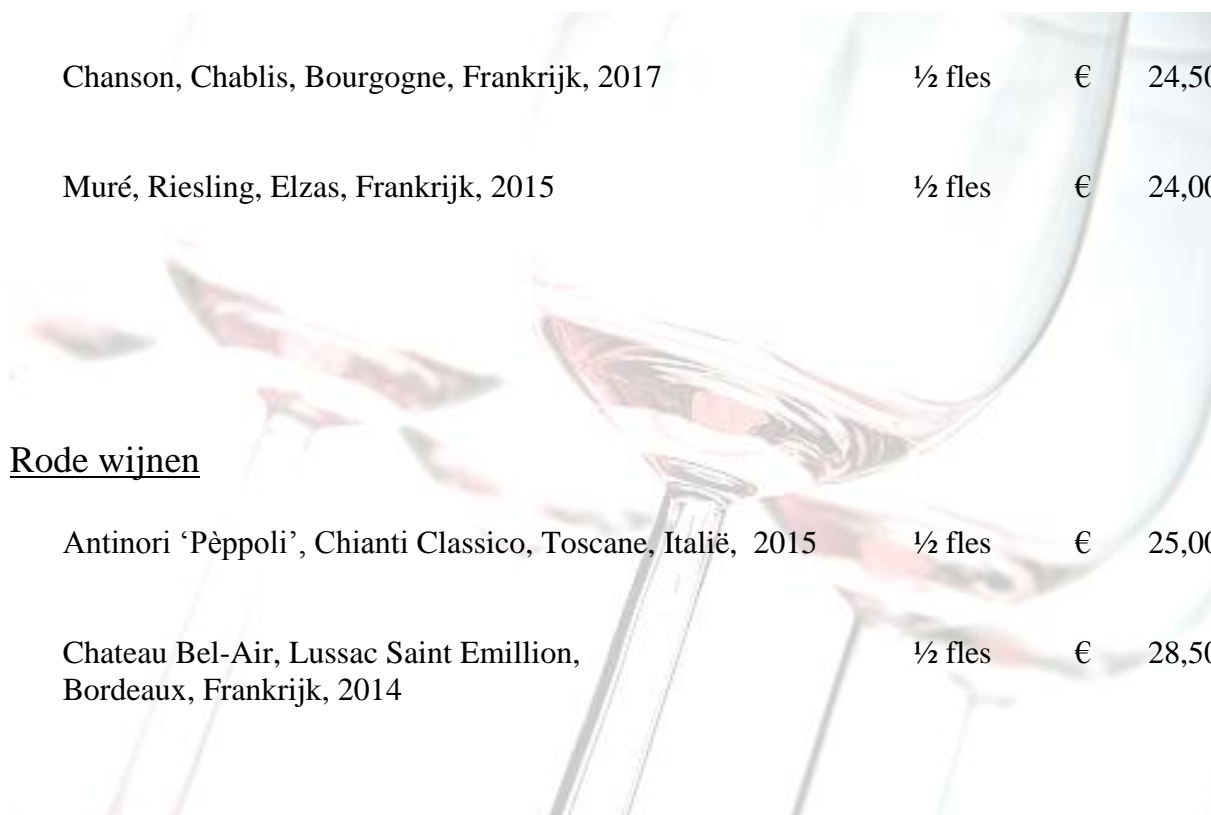 Chanson, Chablis, Bourgogne, Frankrijk, 2017 ½ fles € 24,50
Muré, Riesling, Elzas, Frankrijk, 2015 ½ fles € 24,00
Rode wijnen
Antinori ‘Pèppoli’, Chianti Classico, Toscane, Italië,  2015 ½ fles € 25,00
Chateau Bel-Air, Lussac Saint Emillion, ½ fles € 28,50
Bordeaux, Frankrijk, 2014